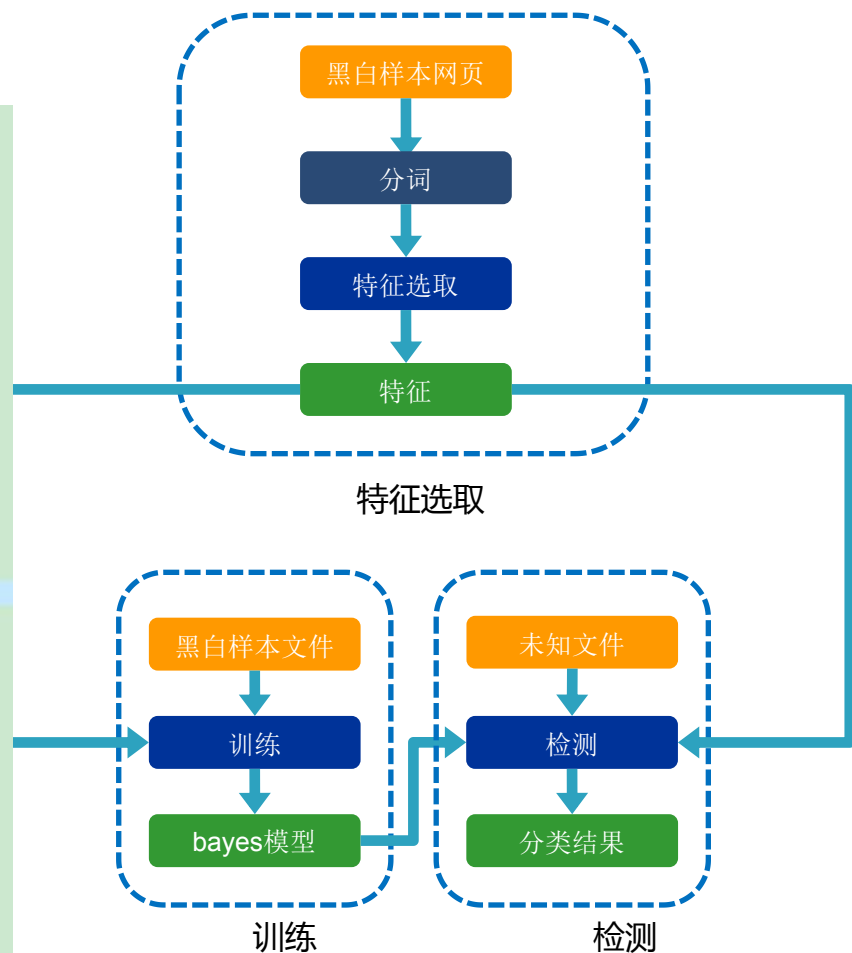 黑白样本网页
分词
特征选取
特征
特征选取
黑白样本文件
训练
bayes模型
训练
未知文件
检测
分类结果
检测